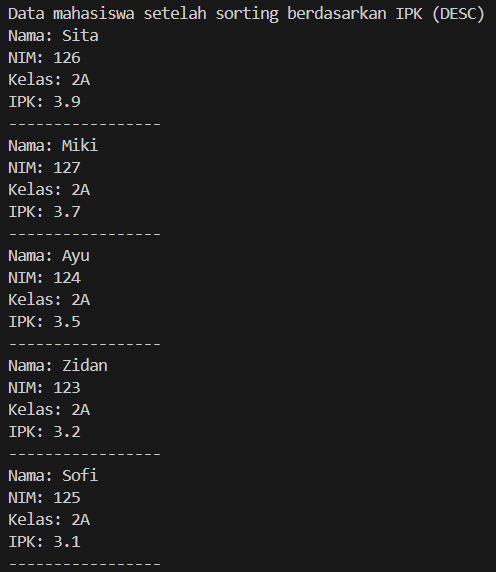 Data mahasiswa setelah sorting berdasarkan IPK (DESC)
Nama: Sita
NIM: 126
Kelas: 2A
IPK: 3.9
-----------------
Nama: Miki
NIM: 127
Kelas: 2A
IPK: 3.7
-----------------
Nama: Ayu
NIM: 124
Kelas: 2A
IPK: 3.5
-----------------
Nama: Zidan
NIM: 123
Kelas: 2A
IPK: 3.2
-----------------
Nama: Sofi
NIM: 125
Kelas: 2A
IPK: 3.1
-----------------